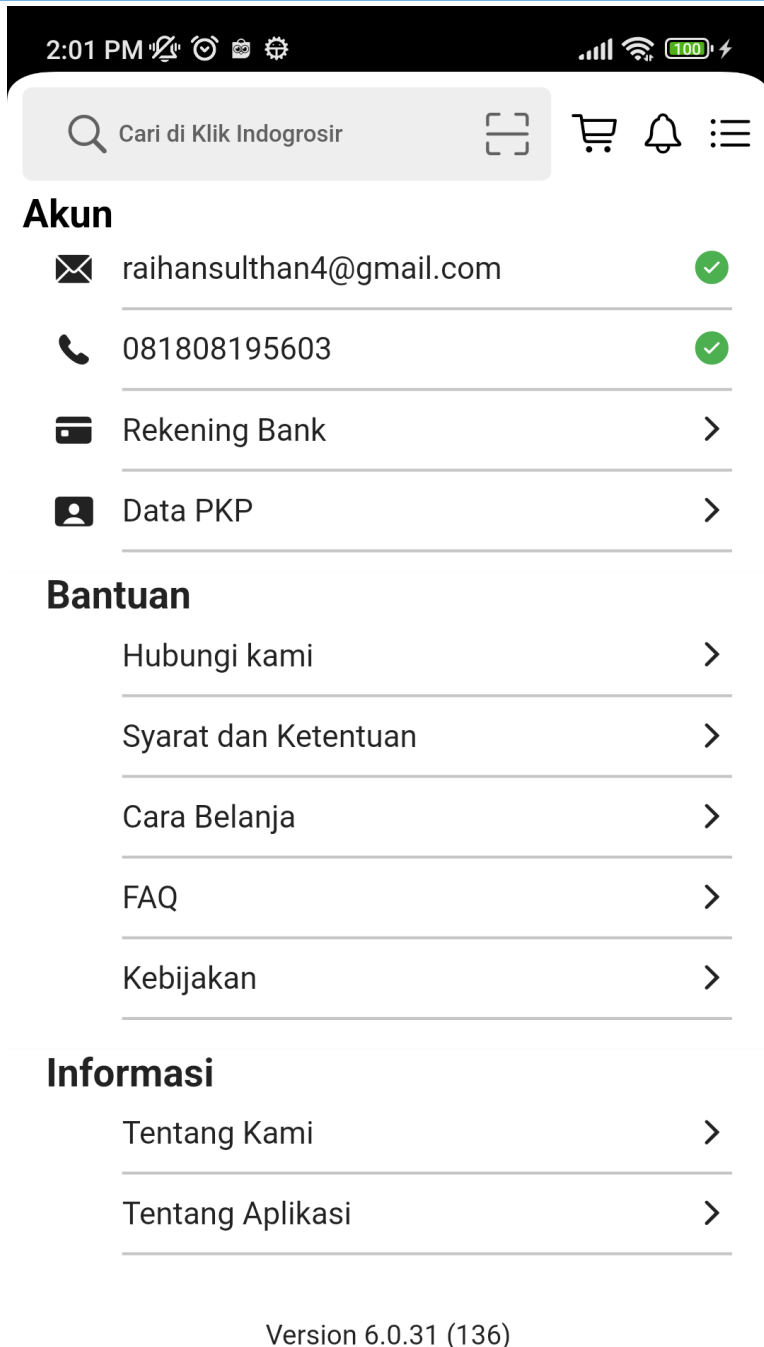 2:01 PM
100
Cari di Klik Indogrosir
Akun
raihansulthan4@gmail.com
081808195603
Rekening Bank
Data PKP
Bantuan
Hubungi kami
Syarat dan Ketentuan
Cara Belanja
FAQ
Kebijakan
Informasi
Tentang Kami
Tentang Aplikasi
Version 6.0.31 (136)